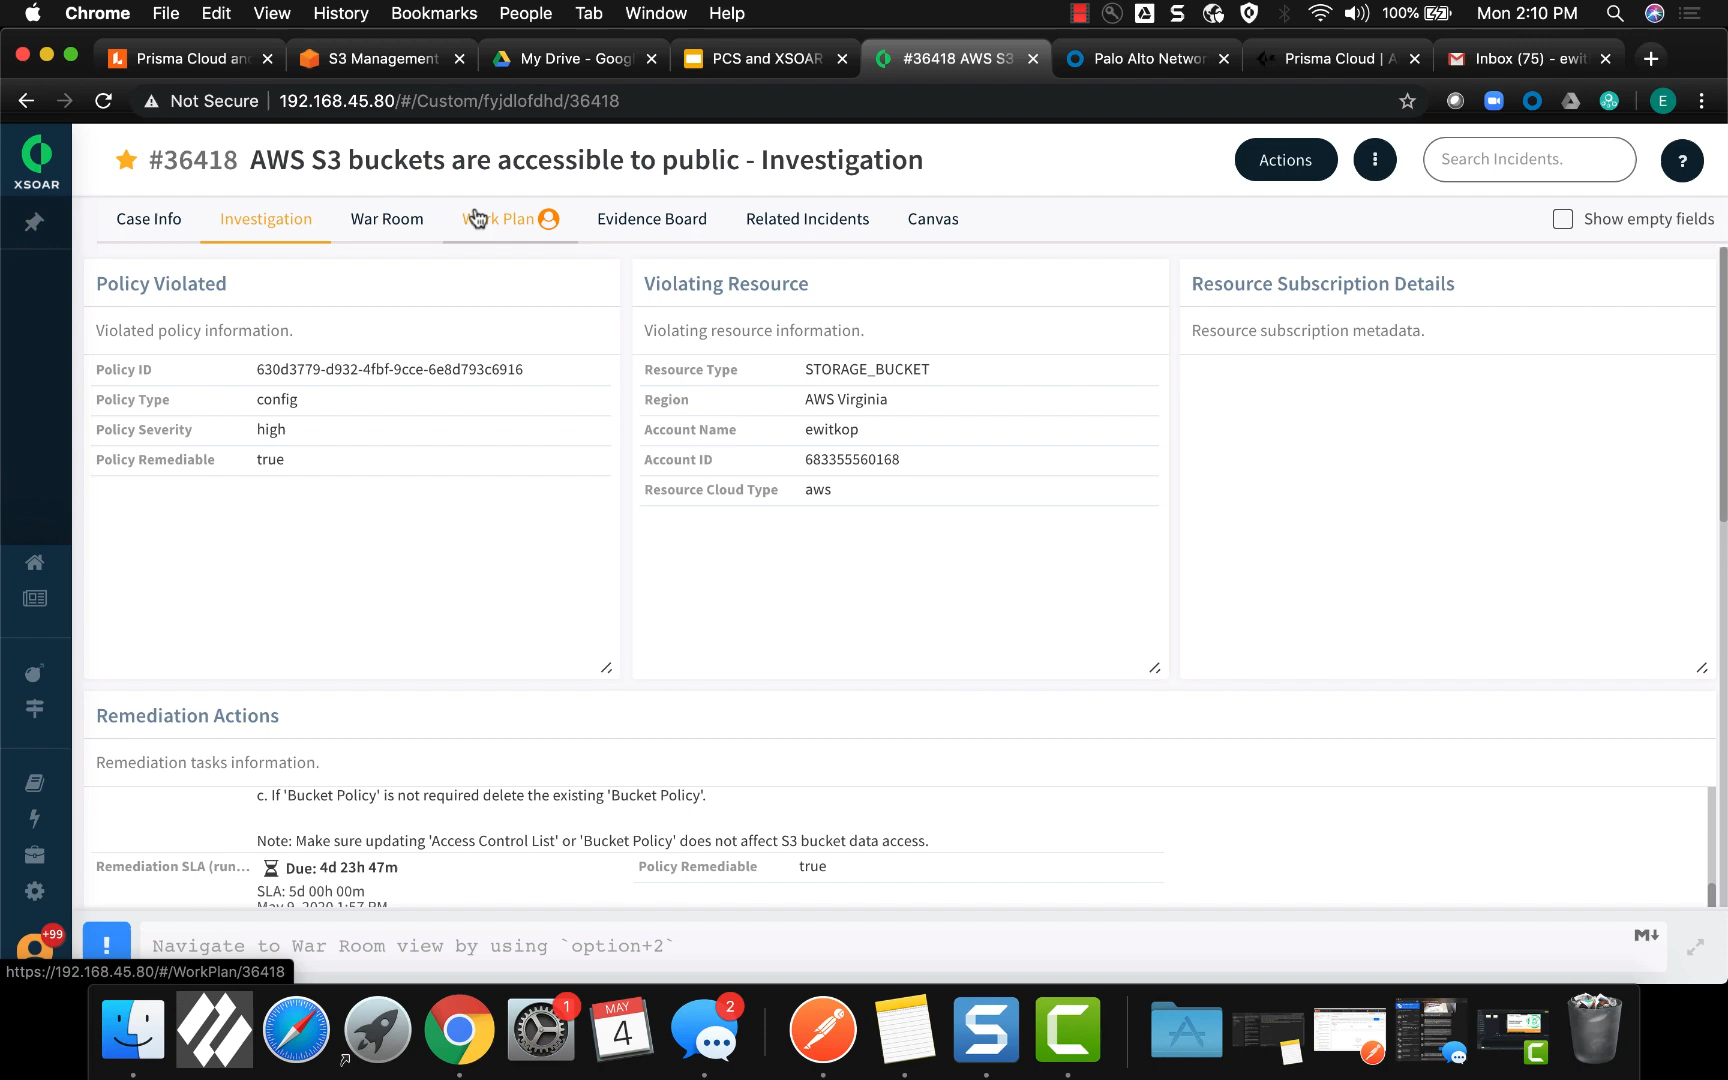 Chrome File Edit View History Bookmarks People Tab Window Help 100% Mon 2:10 PM
Prisma Cloud an
S3 Management
My Drive - Googl
PCS and XSOAR
#36418 AWS S3
Palo Alto Networ
Prisma Cloud | A
Inbox (75) - ewit
Not Secure 192.168.45.80/#/Custom/fyjdlofdhd/36418
E
XSOAR
#36418 AWS S3 buckets are accessible to public - Investigation
Actions
Search Incidents.
?
Case Info Investigation War Room Work Plan Evidence Board Related Incidents Canvas
Show empty fields
Policy Violated
Violated policy information.
Policy ID 630d3779-d932-4fbf-9cce-6e8d793c6916
Policy Type config
Policy Severity high
Policy Remediable true
Violating Resource
Violating resource information.
Resource Type STORAGE_BUCKET
Region AWS Virginia
Account Name ewitkop
Account ID 683355560168
Resource Cloud Type aws
Resource Subscription Details
Resource subscription metadata.
Remediation Actions
Remediation tasks information.
c. If 'Bucket Policy' is not required delete the existing 'Bucket Policy'.
Note: Make sure updating 'Access Control List' or 'Bucket Policy' does not affect S3 bucket data access.
Remediation SLA (run... Due: 4d 23h 47m
SLA: 5d 00h 00m
May 9, 2020 1:57 PM
Policy Remediable true
+99
! Navigate to War Room view by using `option+2`
M
https://192.168.45.80/#/WorkPlan/36418
1
MAY
4
2
S
C